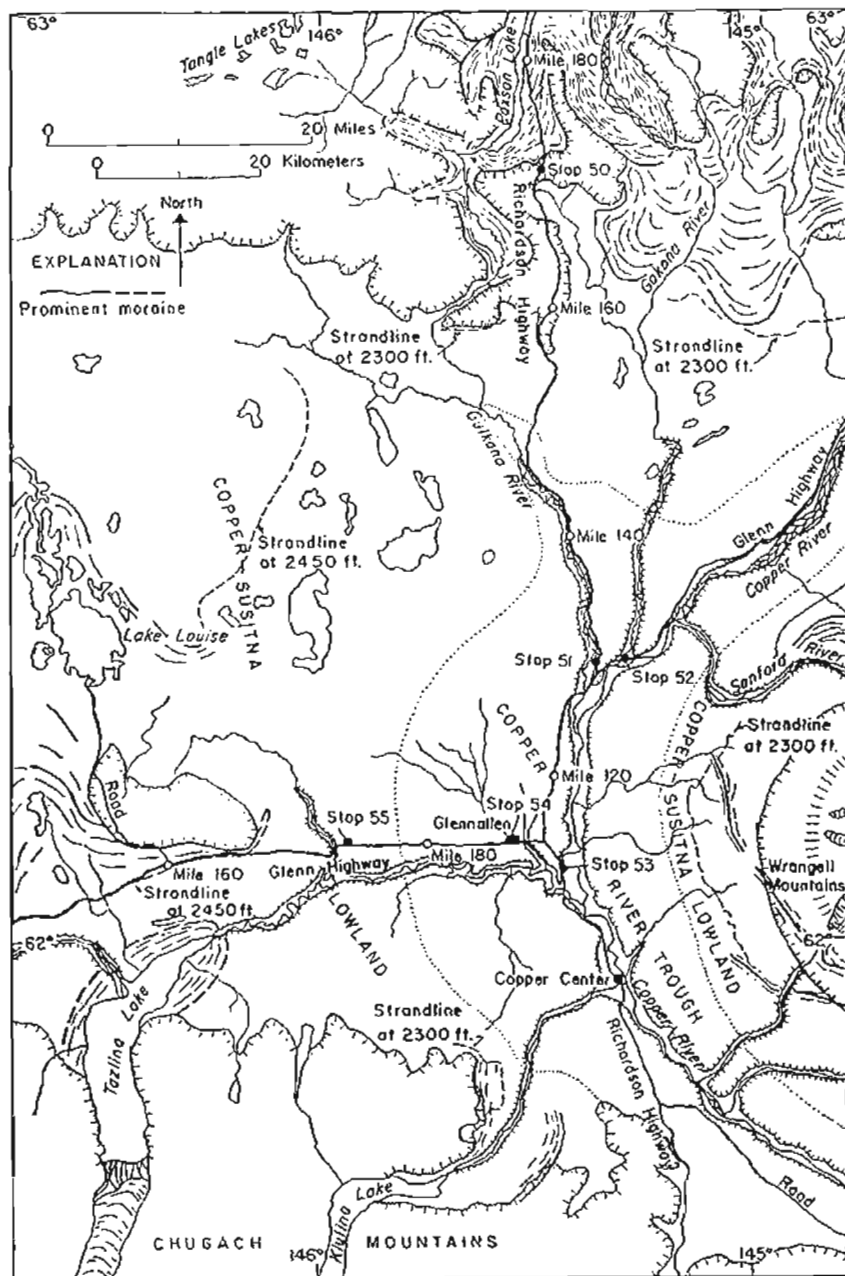 63°
146°
145°
63°
Tangle Lakes
Paxson Lake
Mile 180
0 20 Miles
0 20 Kilometers
Stop 50
North
Richardson Highway
Gakona River
EXPLANATION
Prominent moraine
Mile 160
Strandline
at 2300 ft.
Strandline
at 2300 ft.
Gulkana River
COPPER-SUSITNA
Glenn Highway
Strandline
at 2450 ft.
Mile 140
Copper River
Lake Louise
Stop 51
Stop 52
Sanford River
COPPER
COPPER
SUSITNA
Strandline
at 2300 ft.
Mile 120
Road
Stop 55
Glennallen
Stop 54
Mile 160
Glenn Highway
Mile 180
Stop 53
Wrangell
Mountains
Strandline
at 2450 ft.
LOWLAND
RIVER
LOWLAND
62°
62°
TROUGH
Copper Center
Copper River
Tazlina Lake
Strandline
at 2300 ft.
Richardson Highway
Road
Klutina Lake
CHUGACH MOUNTAINS
146°
145°